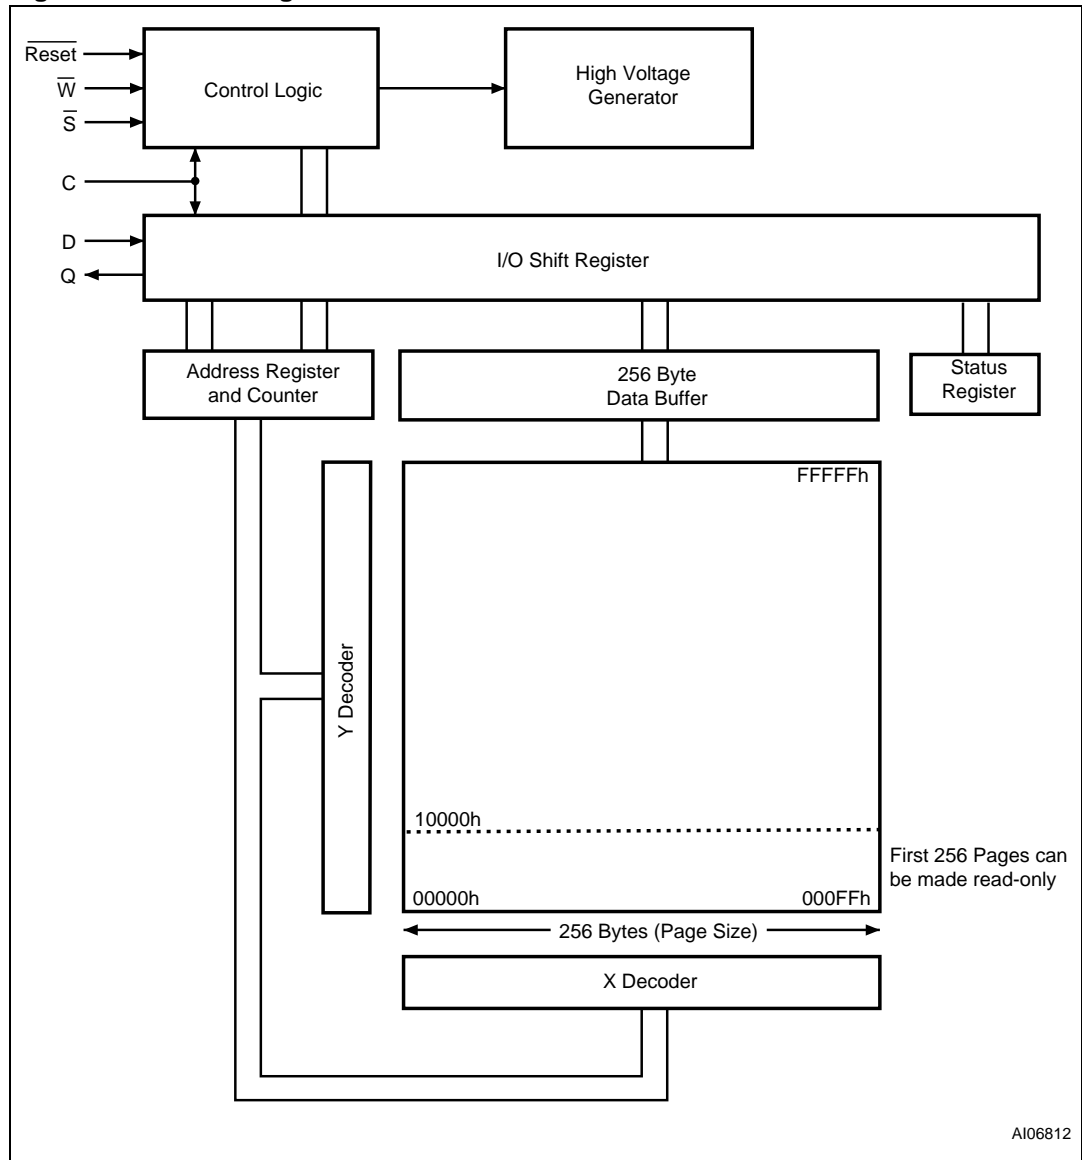 Reset
W
S
C
D
Q
Control Logic
High Voltage
Generator
I/O Shift Register
Address Register
and Counter
256 Byte
Data Buffer
Status
Register
FFFFFh
Y Decoder
10000h
First 256 Pages can
be made read-only
00000h
000FFh
256 Bytes (Page Size)
X Decoder
AI06812